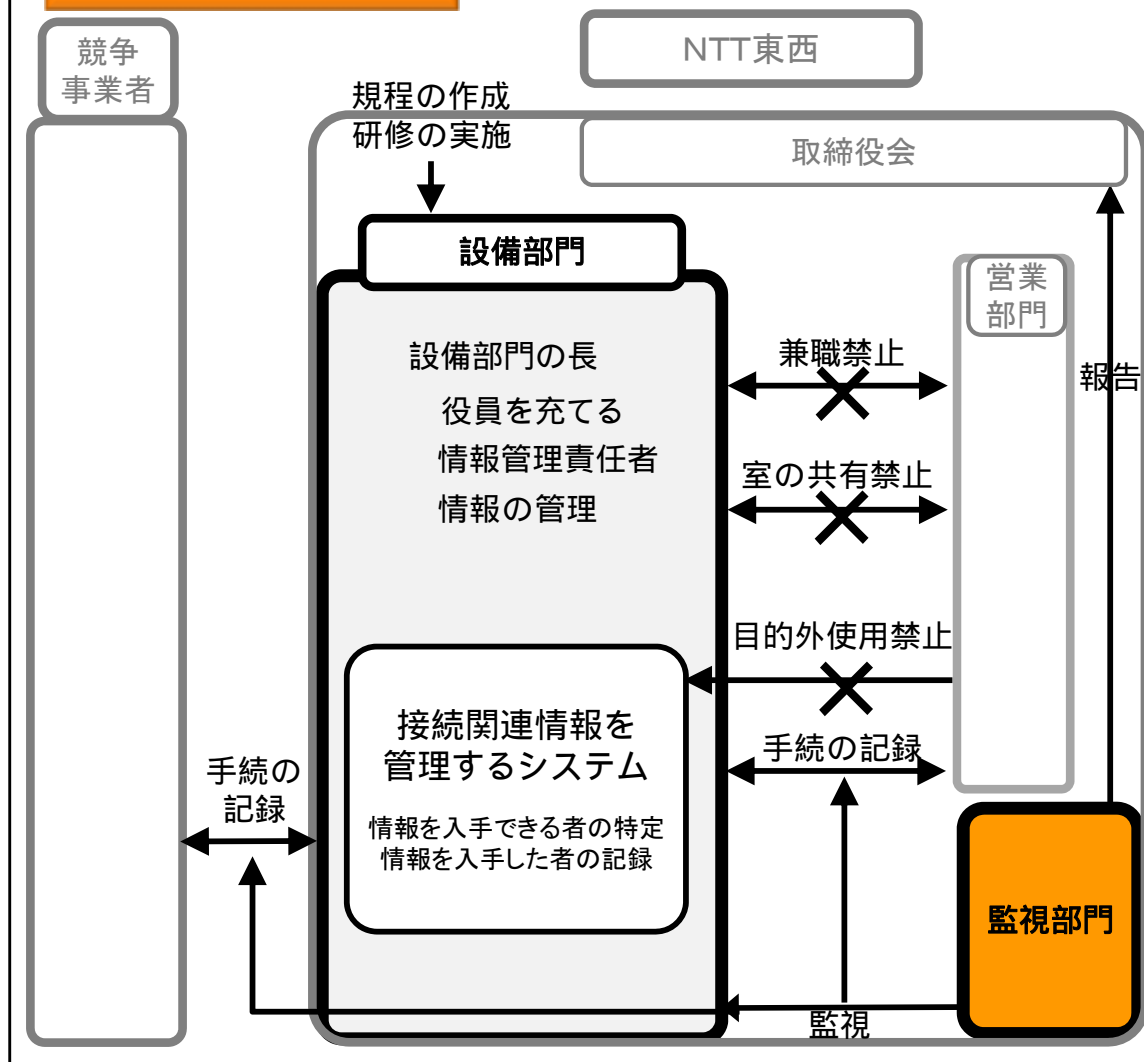 競争
事業者
NTT東西
規程の作成
研修の実施
取締役会
設備部門
営業
部門
設備部門の長
役員を充てる
情報管理責任者
情報の管理
兼職禁止
報告
室の共有禁止
目的外使用禁止
接続関連情報を
管理するシステム
情報を入手できる者の特定
情報を入手した者の記録
手続の記録
手続の
記録
監視部門
監視